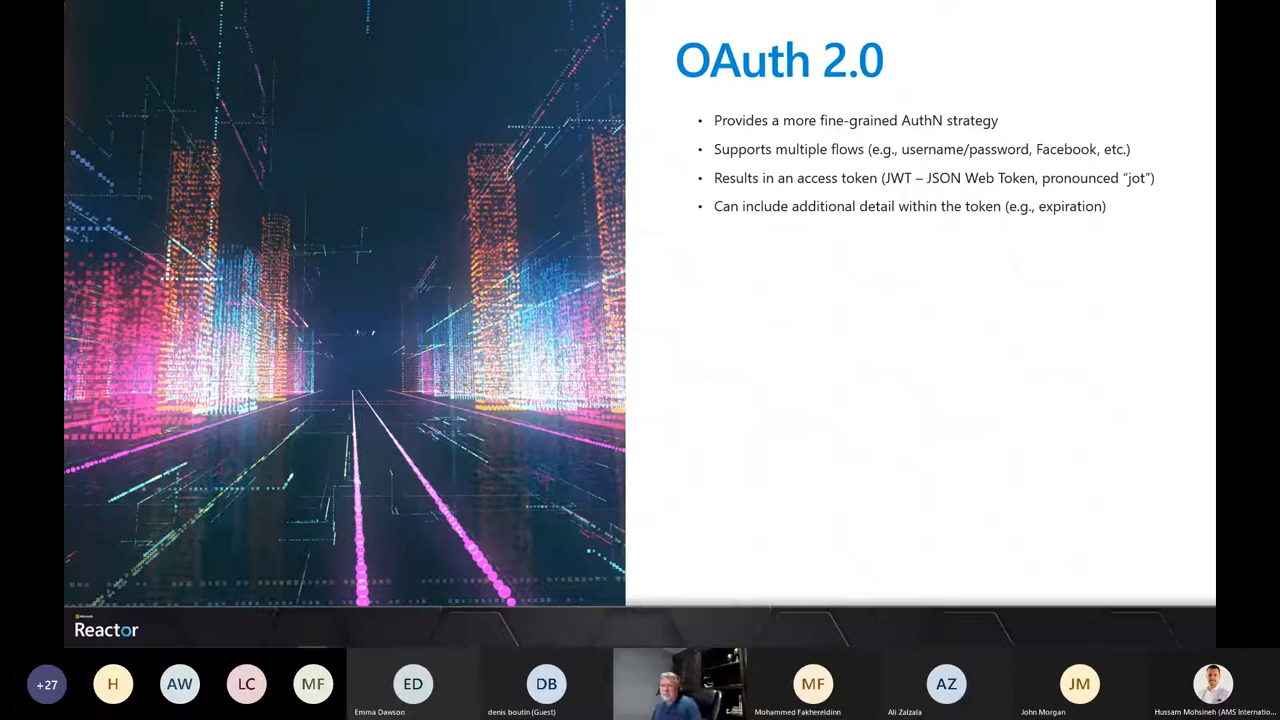 OAuth 2.0
• Provides a more fine-grained AuthN strategy
• Supports multiple flows (e.g., username/password, Facebook, etc.)
• Results in an access token (JWT – JSON Web Token, pronounced “jot”)
• Can include additional detail within the token (e.g., expiration)
Microsoft
Reactor
+27
H
AW
LC
MF
ED
DB
MF
AZ
JM
Emma Dawson
denis boutin (Guest)
Mohammed Fakhereldinn
Ali Zalzala
John Morgan
Hussam Mohsineh (AMS Internatio...